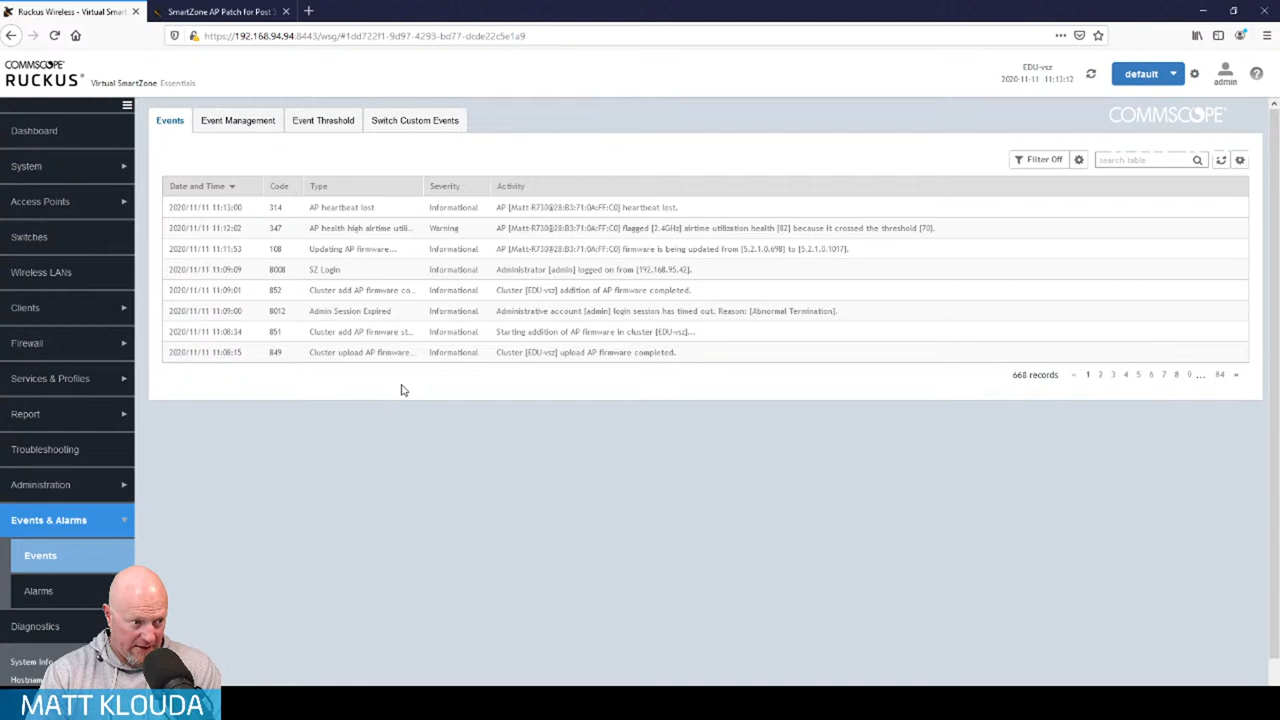 Ruckus Wireless - Virtual Smar
SmartZone AP Patch for Post
https://192.168.94.94:8443/wsg/#1dd722f1-9d97-4293-bd77-dcde22c5e1a9
COMMSCOPE
RUCKUS
Virtual SmartZone Essentials
EDU-vsz
2020-11-11 11:13:12
default
admin
Dashboard
System
Access Points
Switches
Wireless LANs
Clients
Firewall
Services & Profiles
Report
Troubleshooting
Administration
Events & Alarms
Events
Alarms
Diagnostics
System Info
Hostname
Events Event Management Event Threshold Switch Custom Events
COMMSCOPE
Filter Off search table
Date and Time Code Type Severity Activity
2020/11/11 11:13:00 314 AP heartbeat lost Informational AP [Matt-R730@28:B3:71:0A:FF:C0] heartbeat lost.
2020/11/11 11:12:02 347 AP health high airtime utili... Warning AP [Matt-R730@28:B3:71:0A:FF:C0] flagged [2.4GHz] airtime utilization health [82] because it crossed the threshold [70].
2020/11/11 11:11:53 108 Updating AP firmware... Informational AP [Matt-R730@28:B3:71:0A:FF:C0] firmware is being updated from [5.2.1.0.698] to [5.2.1.0.1017].
2020/11/11 11:09:09 8008 SZ Login Informational Administrator [admin] logged on from [192.168.95.42].
2020/11/11 11:09:01 852 Cluster add AP firmware co... Informational Cluster [EDU-vsz] addition of AP firmware completed.
2020/11/11 11:09:00 8012 Admin Session Expired Informational Administrative account [admin] login session has timed out. Reason: [Abnormal Termination].
2020/11/11 11:08:34 851 Cluster add AP firmware st... Informational Starting addition of AP firmware in cluster [EDU-vsz]...
2020/11/11 11:08:15 849 Cluster upload AP firmware... Informational Cluster [EDU-vsz] upload AP firmware completed.
668 records « 1 2 3 4 5 6 7 8 9 ... 84 »
MATT KLOUDA